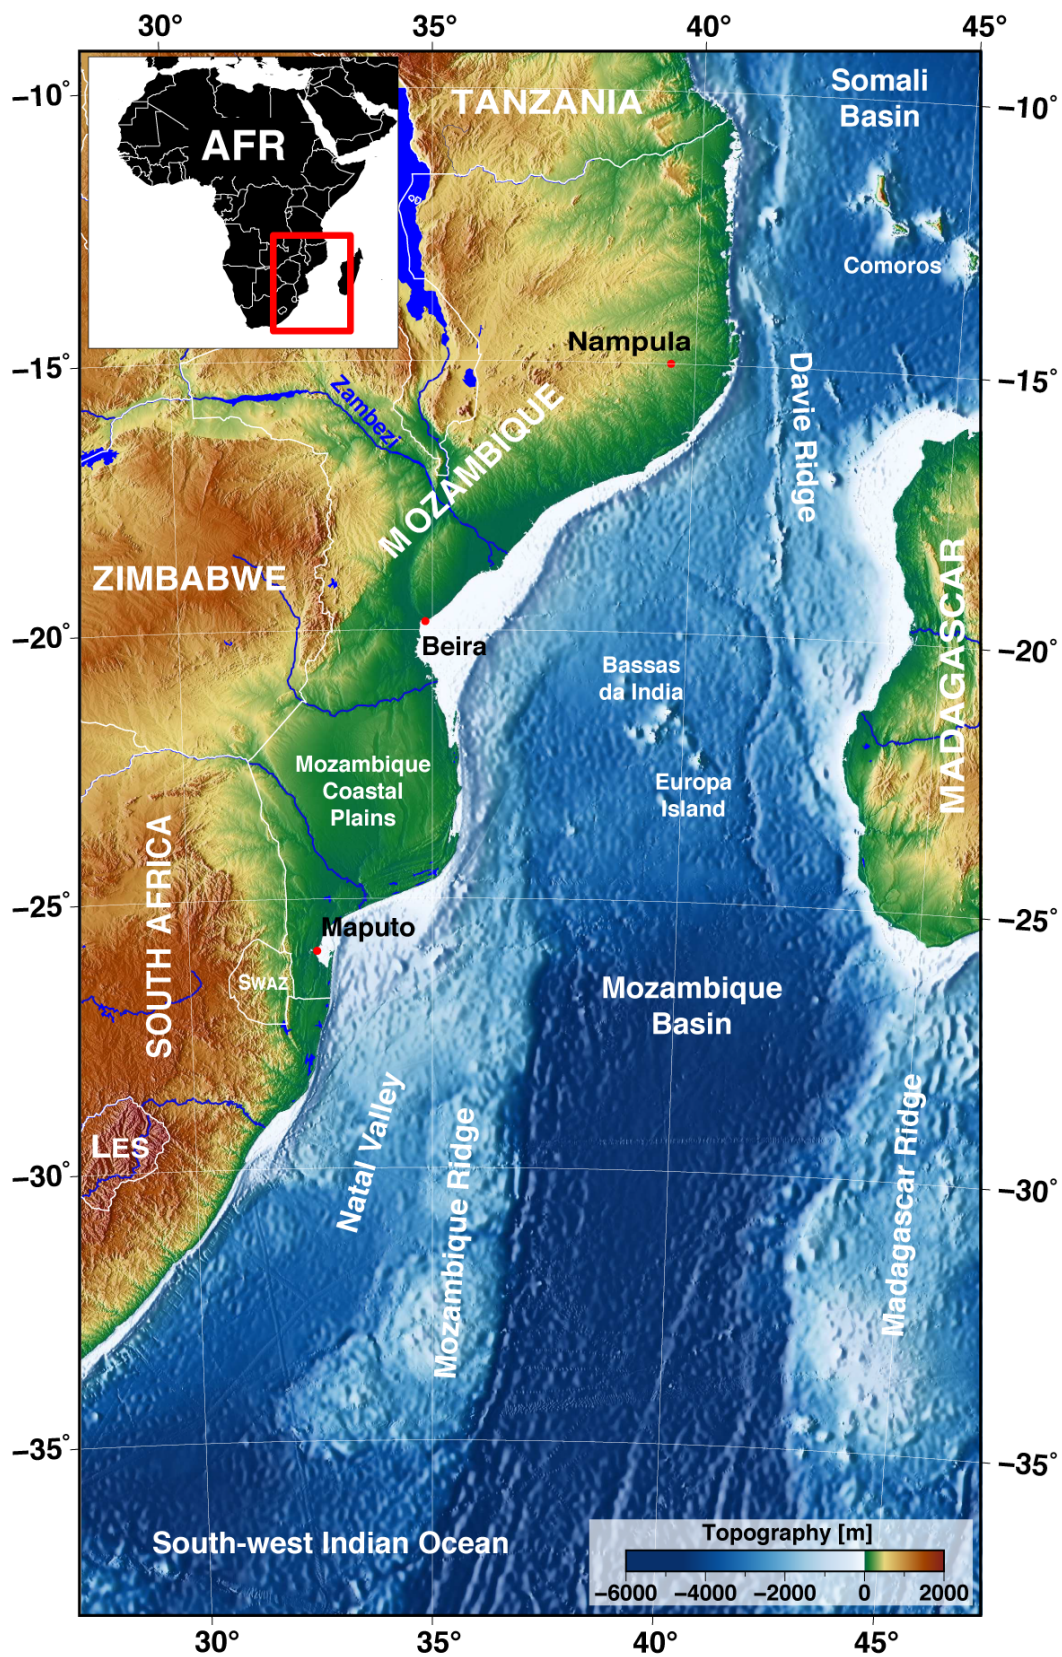 30° 35° 40° 45°
−10° −10°
AFR
TANZANIA
Somali
Basin
Comoros
Nampula
−15° −15°
Zambezi
MOZAMBIQUE
Davie Ridge
ZIMBABWE
MADAGASCAR
−20° −20°
Beira
Bassas
da India
Europa
Island
Mozambique
Coastal
Plains
SOUTH AFRICA
−25° −25°
Maputo
SWAZ
Mozambique
Basin
LES
Natal Valley
Mozambique Ridge
Madagascar Ridge
−30° −30°
−35° −35°
South-west Indian Ocean
Topography [m]
−6000 −4000 −2000 0 2000
30° 35° 40° 45°